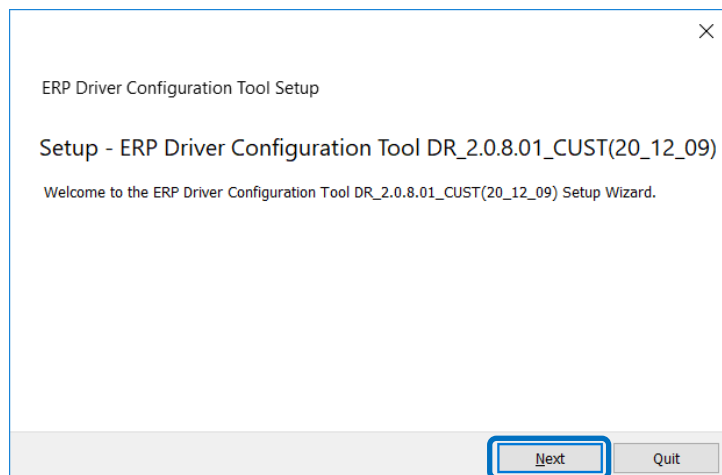 ERP Driver Configuration Tool Setup
Setup - ERP Driver Configuration Tool DR_2.0.8.01_CUST(20_12_09)
Welcome to the ERP Driver Configuration Tool DR_2.0.8.01_CUST(20_12_09) Setup Wizard.
Next Quit